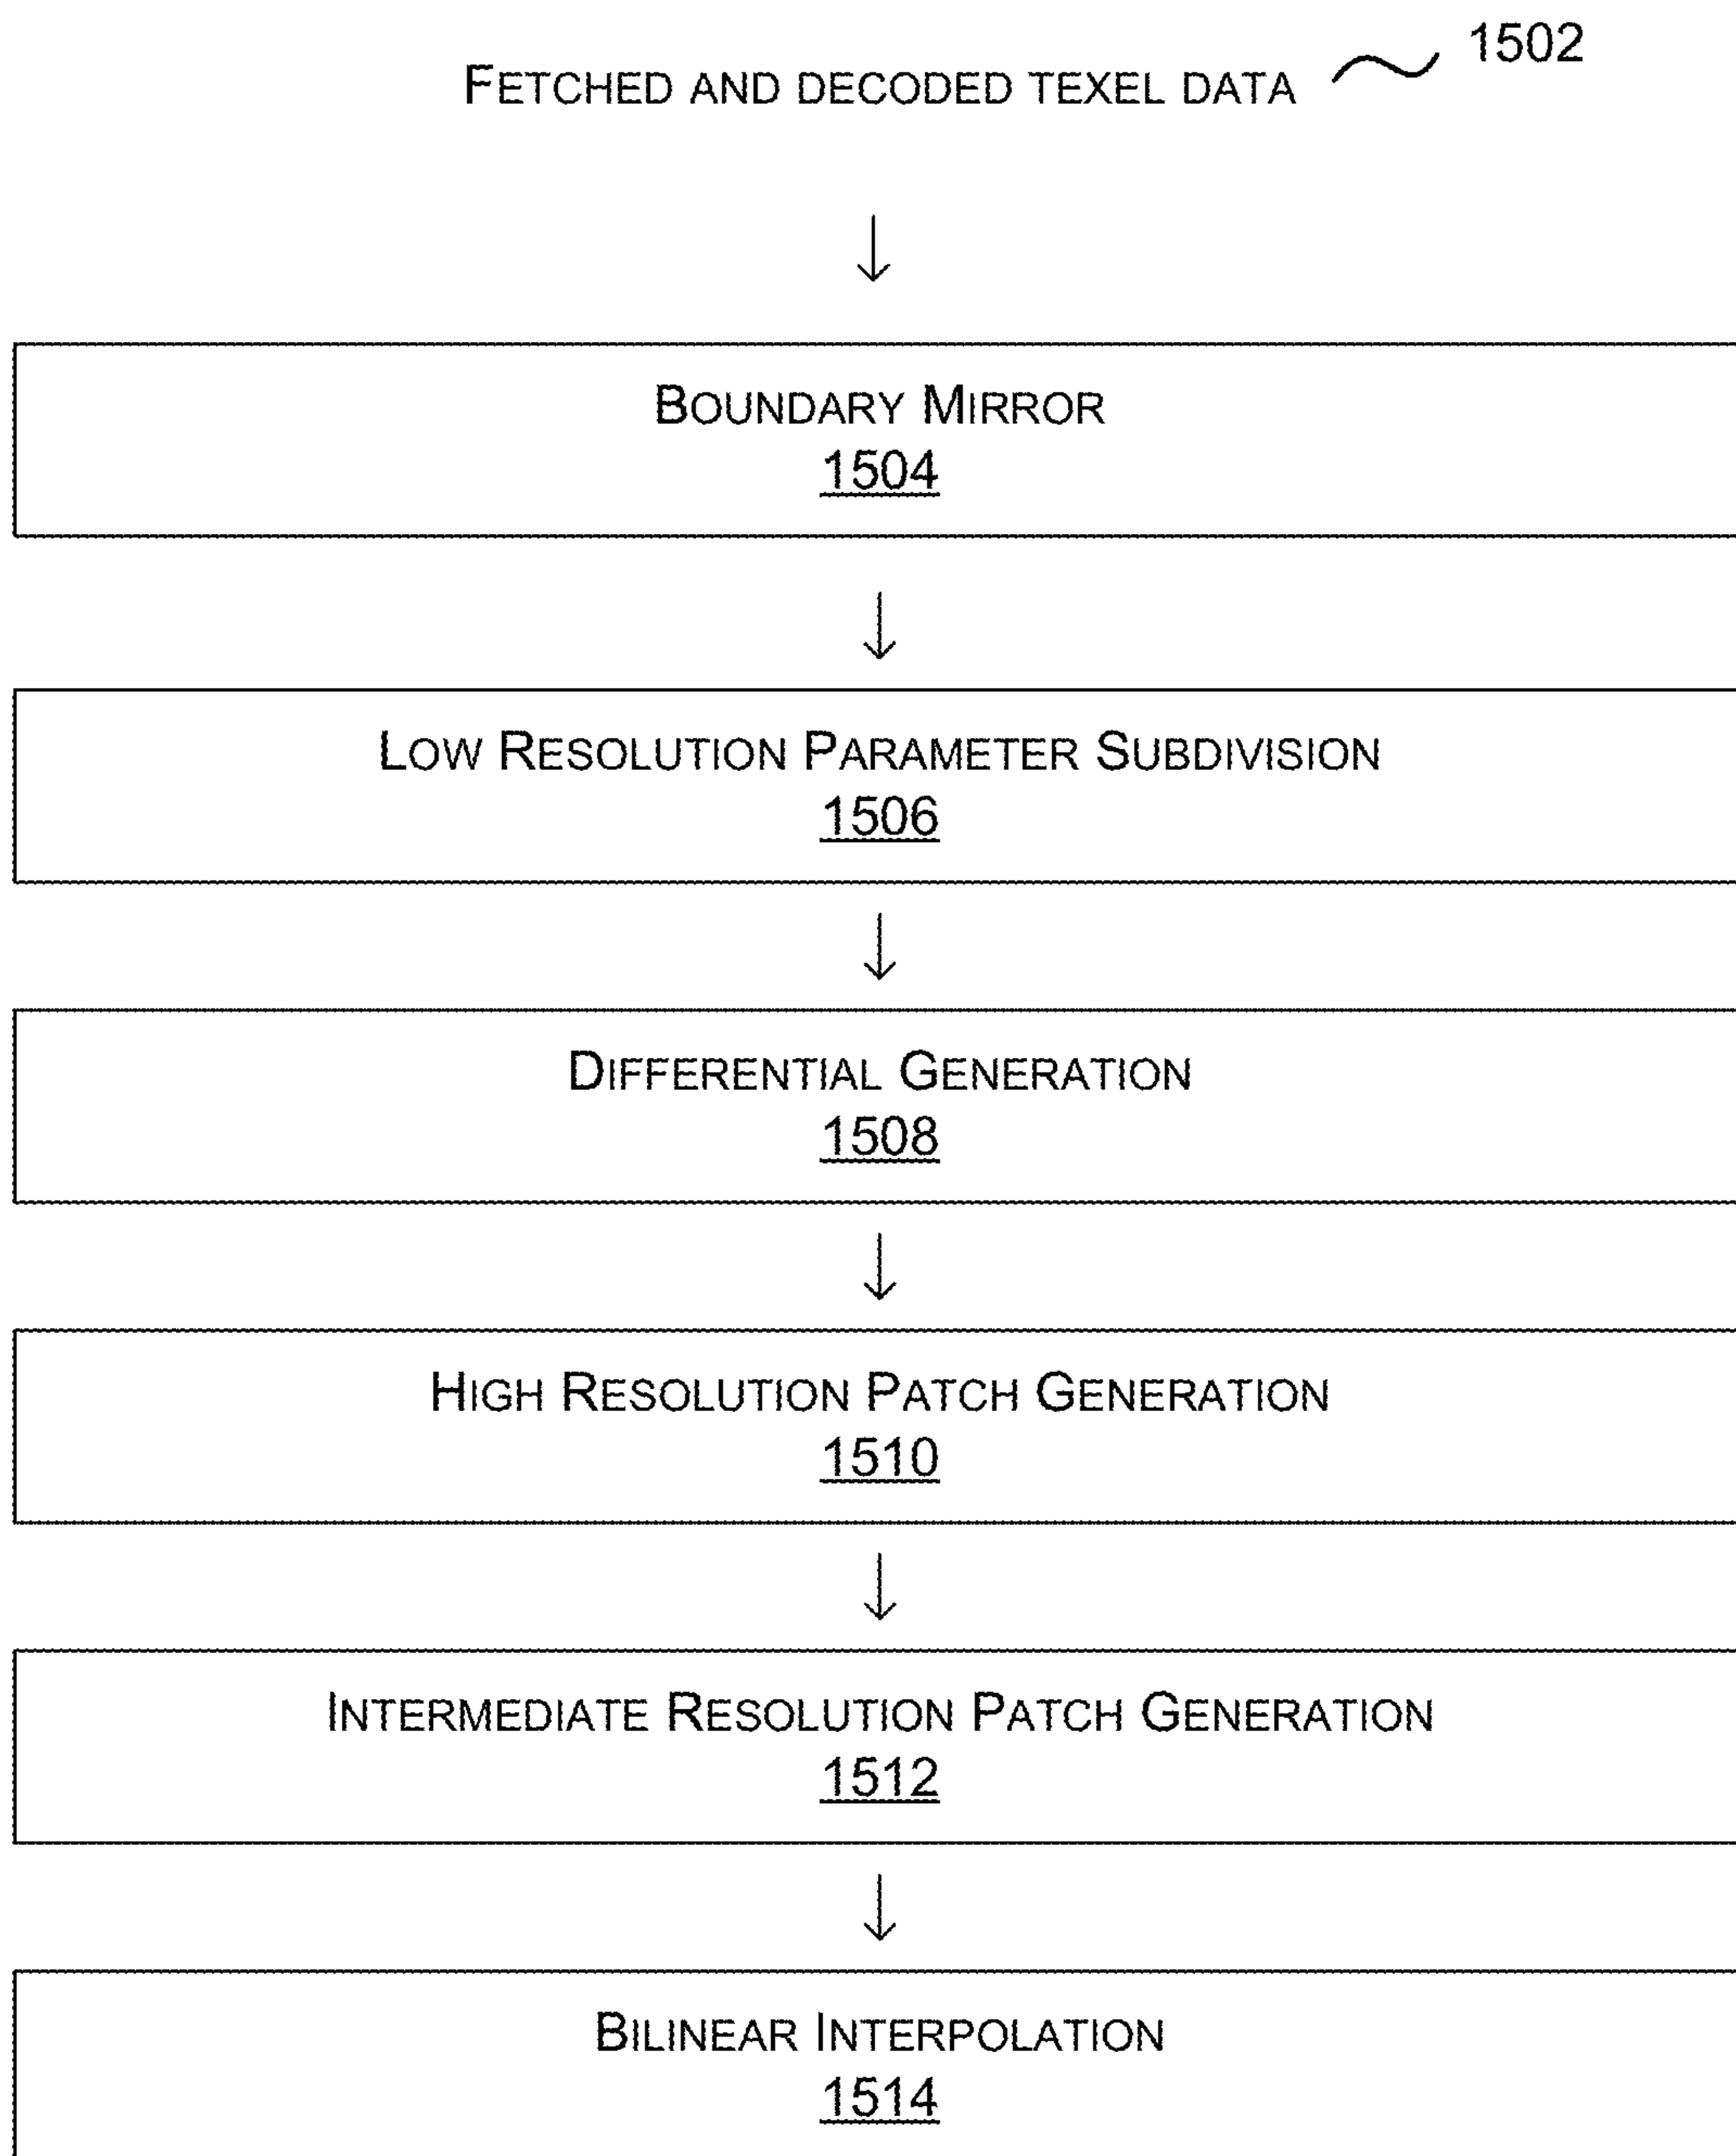 1502
FETCHED AND DECODED TEXEL DATA
BOUNDARY MIRROR
1504
LOW RESOLUTION PARAMETER SUBDIVISION
1506
DIFFERENTIAL GENERATION
1508
HIGH RESOLUTION PATCH GENERATION
1510
INTERMEDIATE RESOLUTION PATCH GENERATION
1512
BILINEAR INTERPOLATION
1514